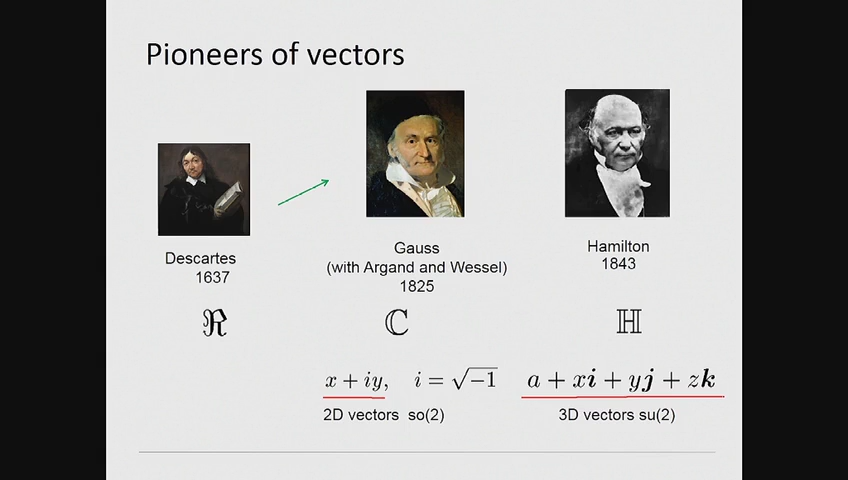 Pioneers of vectors
Descartes
1637
ℜ
Gauss
(with Argand and Wessel)
1825
ℂ
x + iy, i = √−1
2D vectors so(2)
Hamilton
1843
ℍ
a + xi + yj + zk
3D vectors su(2)